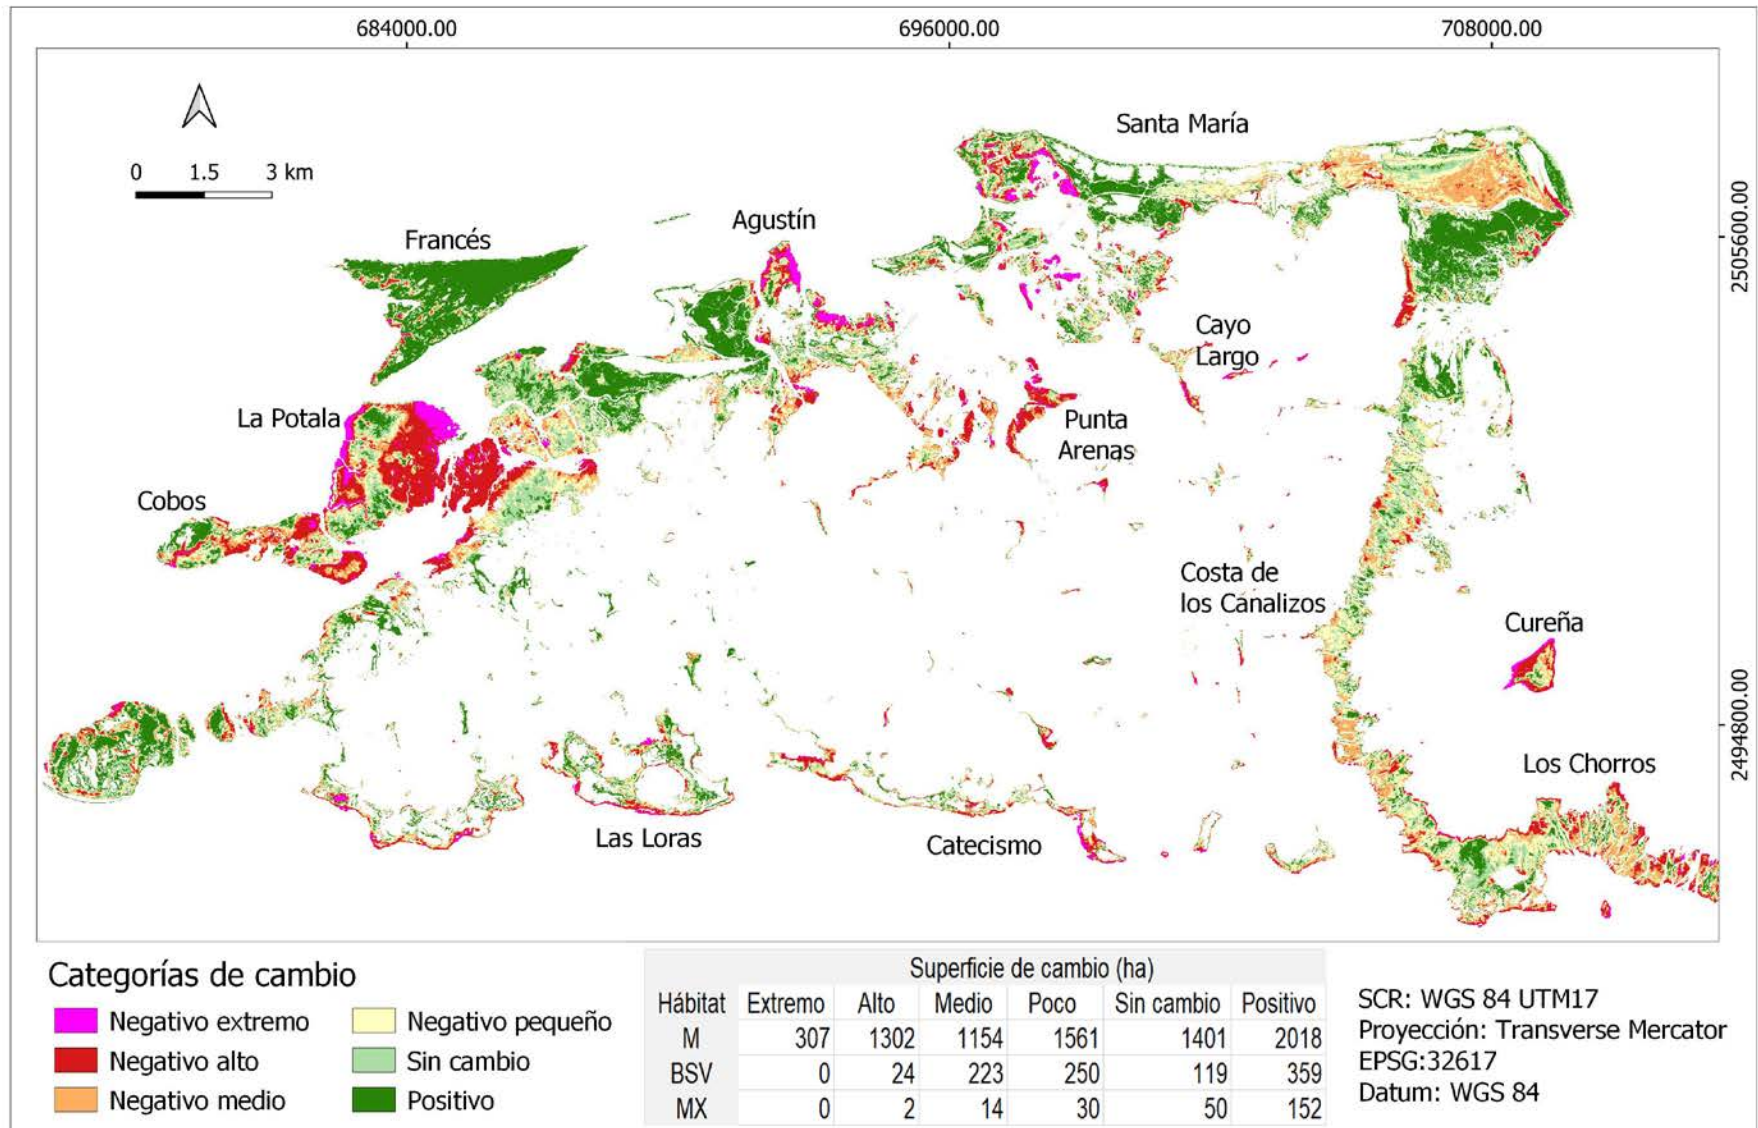 684000.00 696000.00 708000.00
Santa María
0 1.5 3 km
Agustín
Francés
2505600.00
Cayo
Largo
La Potala
Punta
Arenas
Cobos
Costa de
los Canalizos
Cureña
2494800.00
Los Chorros
Las Loras
Catecismo
Categorías de cambio
Negativo extremo
Negativo alto
Negativo medio
Negativo pequeño
Sin cambio
Positivo
Superficie de cambio (ha)
Hábitat Extremo Alto Medio Poco Sin cambio Positivo
M 307 1302 1154 1561 1401 2018
BSV 0 24 223 250 119 359
MX 0 2 14 30 50 152
SCR: WGS 84 UTM17
Proyección: Transverse Mercator
EPSG:32617
Datum: WGS 84